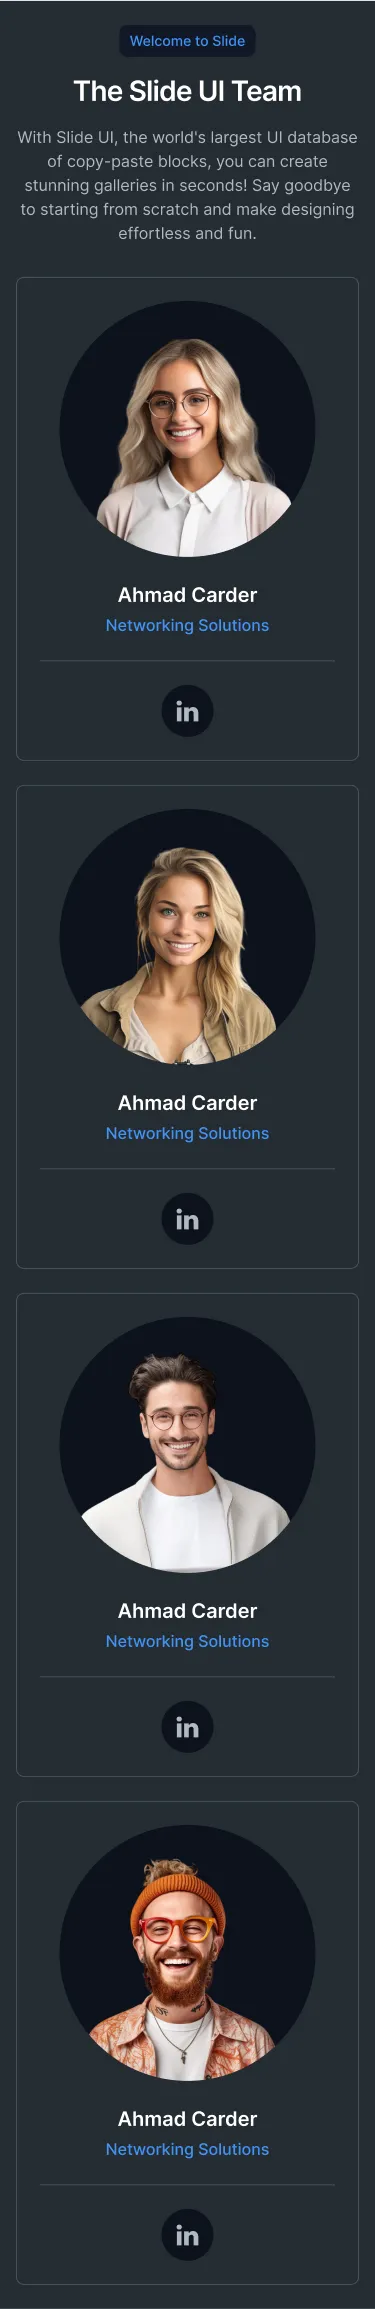 Welcome to Slide
The Slide UI Team
With Slide UI, the world's largest UI database
of copy-paste blocks, you can create
stunning galleries in seconds! Say goodbye
to starting from scratch and make designing
effortless and fun.
Ahmad Carder
Networking Solutions
in
Ahmad Carder
Networking Solutions
in
Ahmad Carder
Networking Solutions
in
Ahmad Carder
Networking Solutions
in